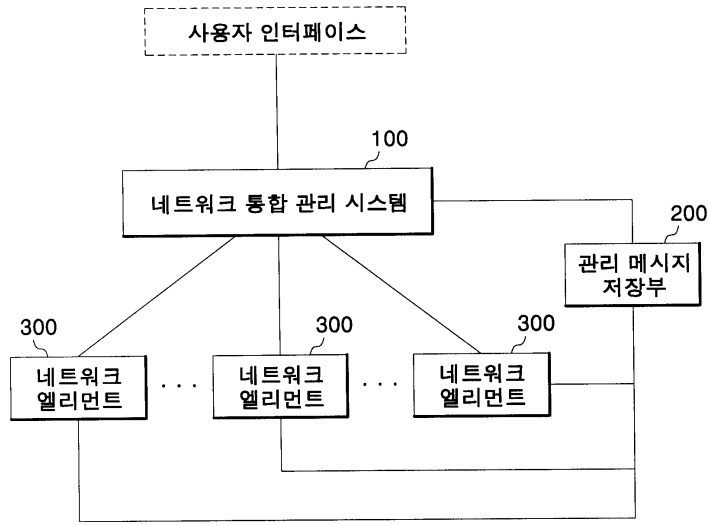 사용자 인터페이스
100
네트워크 통합 관리 시스템
200
관리 메시지
저장부
300
네트워크
엘리먼트
. . .
300
네트워크
엘리먼트
. . .
300
네트워크
엘리먼트